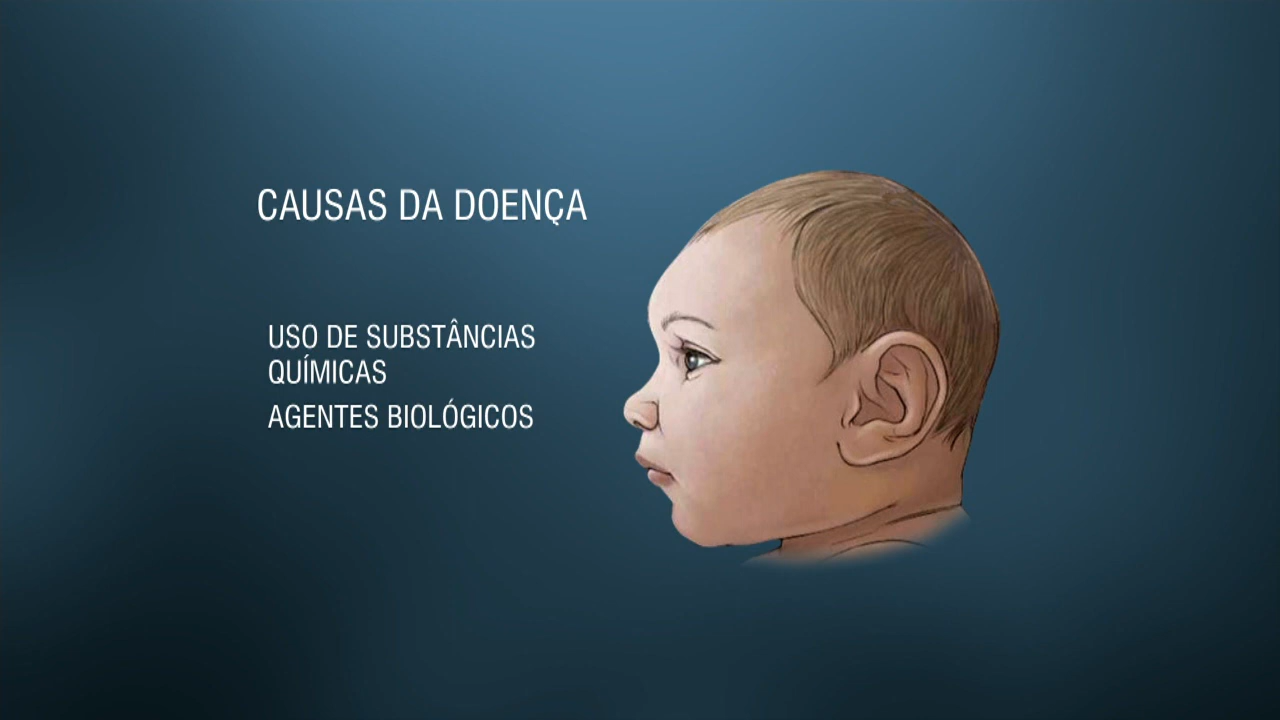 CAUSAS DA DOENÇA
USO DE SUBSTÂNCIAS
QUÍMICAS
AGENTES BIOLÓGICOS